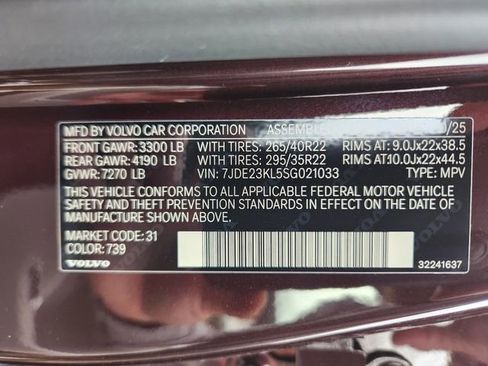 MFD BY VOLVO CAR CORPORATION ASSEMBLE /25
FRONT GAWR: 3300 LB WITH TIRES: 265/40R22 RIMS AT: 9.0Jx22x38.5
REAR GAWR: 4190 LB WITH TIRES: 295/35R22 RIMS AT:10.0Jx22x44.5
GVWR: 7270 LB VIN: 7JDE23KL5SG021033 TYPE: MPV
THIS VEHICLE CONFORMS TO ALL APPLICABLE FEDERAL MOTOR VEHICLE
SAFETY AND THEFT PREVENTION STANDARDS IN EFFECT ON THE DATE
OF MANUFACTURE SHOWN ABOVE.
MARKET CODE: 31
COLOR: 739
VOLVO 32241637